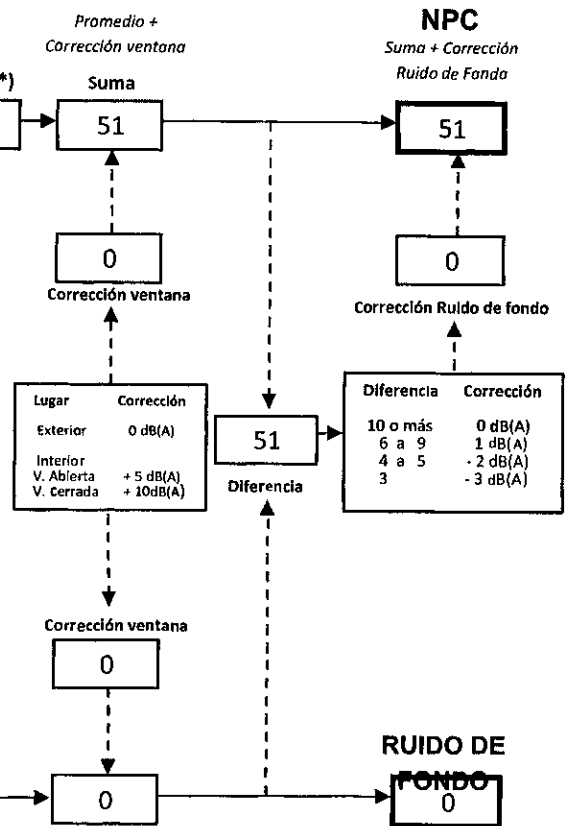 Promedio +
Corrección ventana
NPC
Suma + Corrección
Ruido de Fondo
*)
Suma
51
51
0
0
Corrección ventana
Corrección Ruido de fondo
Lugar Corrección
Exterior 0 dB(A)
Interior
V. Abierta + 5 dB(A)
V. Cerrada + 10dB(A)
51
Diferencia
Diferencia Corrección
10 o más 0 dB(A)
6 a 9 1 dB(A)
4 a 5 - 2 dB(A)
3 - 3 dB(A)
Corrección ventana
0
RUIDO DE
FONDO
0
0